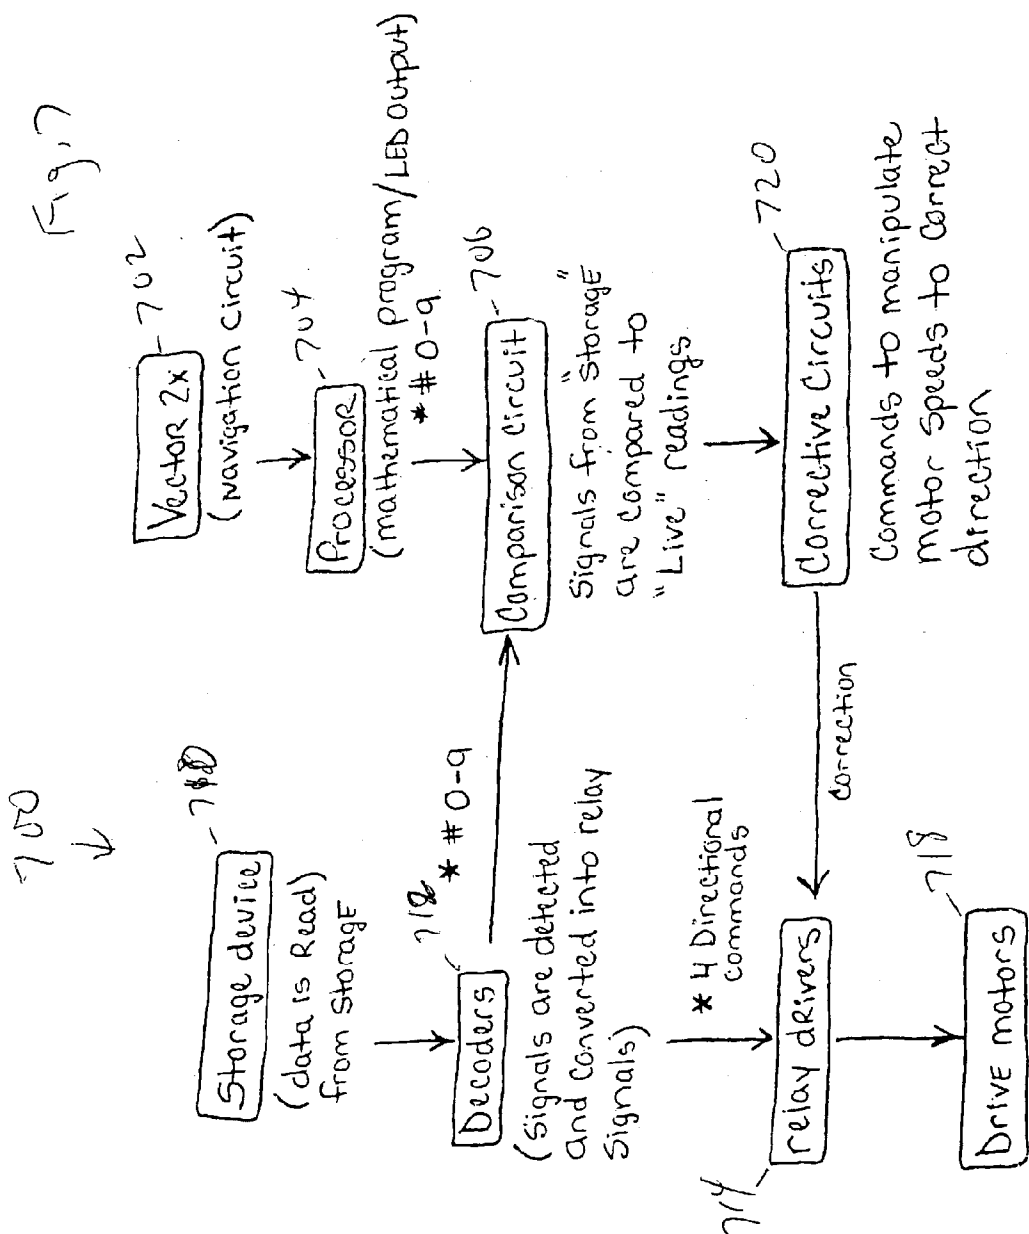 700
Fig. 7
Storage device
(data is Read
from Storage
Decoders
* # 0-9
(Signals are detected
and converted into relay
Signals)
* 4 Directional
commands
714
relay dRivers
Drive motors
718
Vector 2x
702
(Navigation Circuit)
Processor
704
(mathematical program/LED Output)
* # 0-9
Comparison Circuit
706
Signals from "Storage"
are compared to
"Live" readings
Corrective Circuits
720
Commands to manipulate
motor speeds to correct
direction
correction